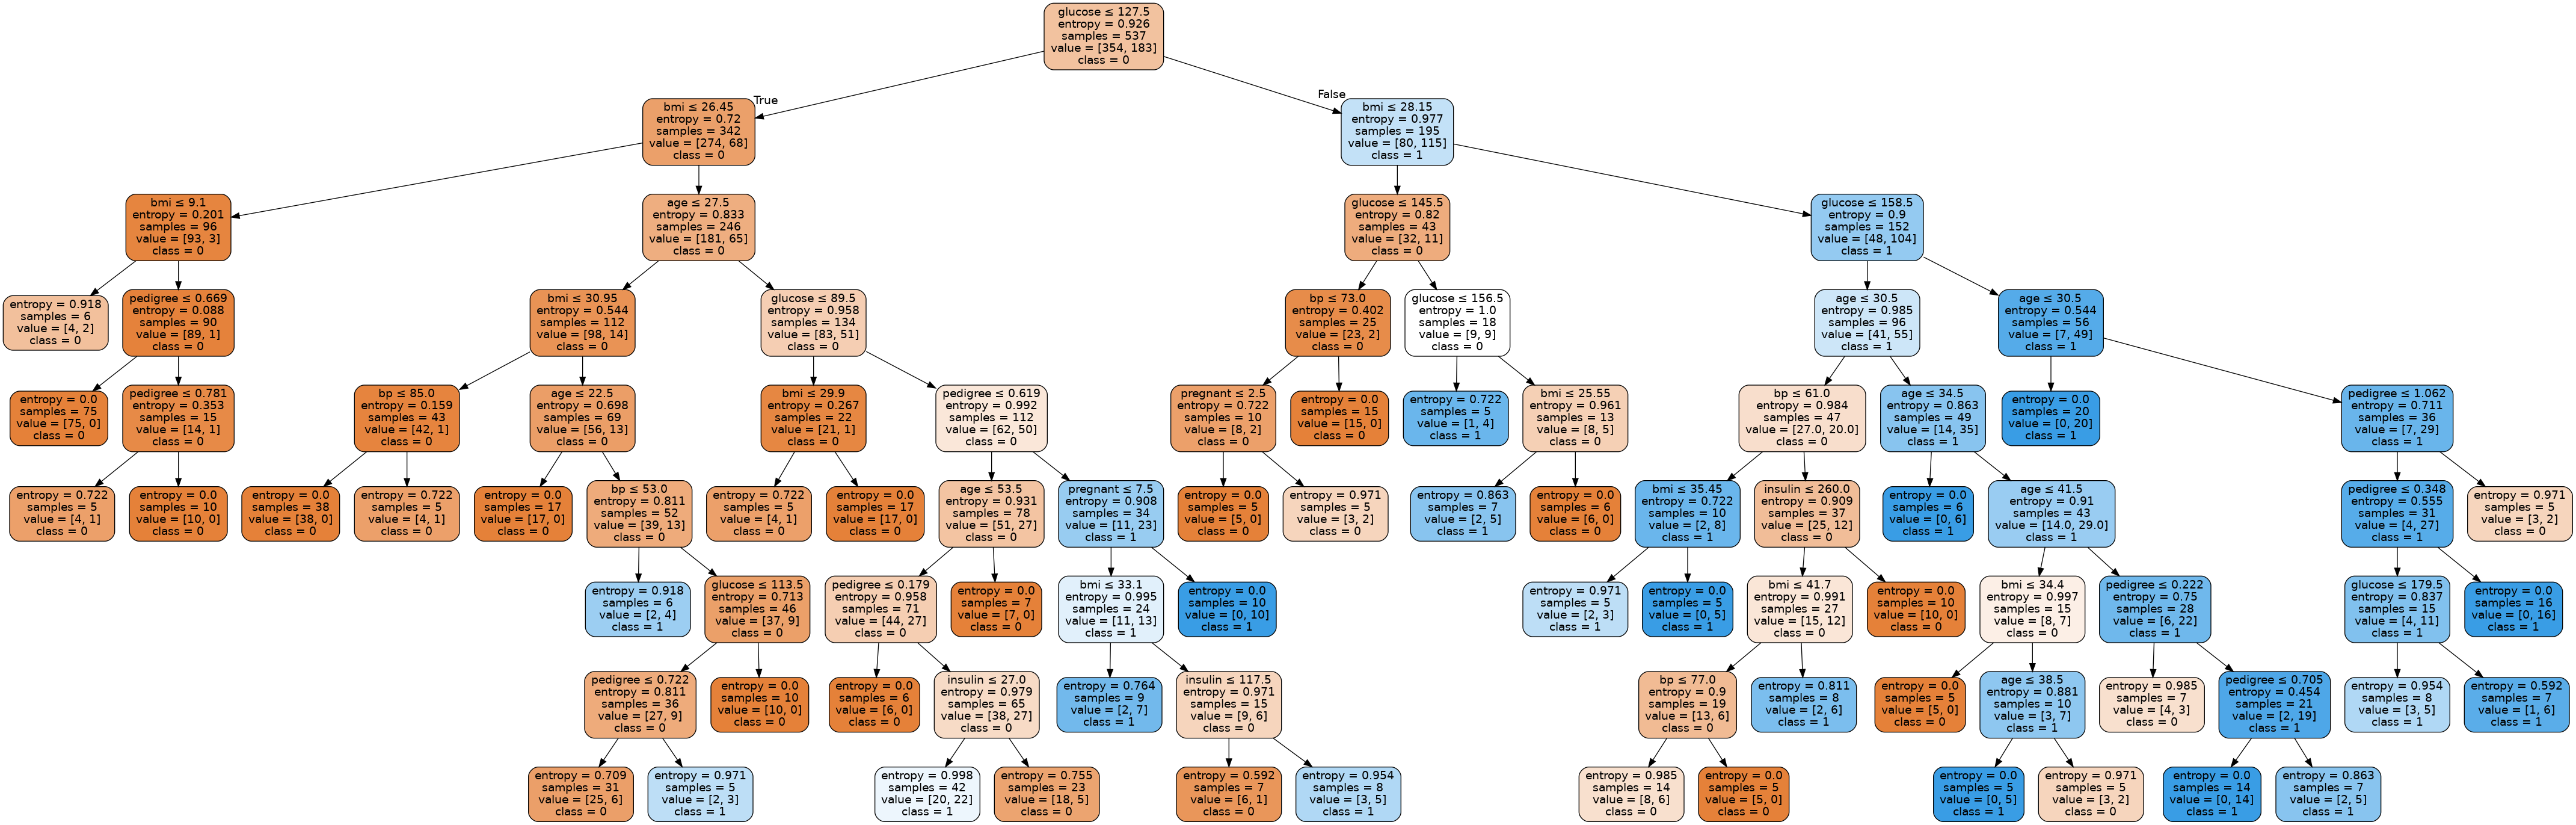 glucose ≤ 127.5
entropy = 0.926
samples = 537
value = [354, 183]
class = 0
True
False
bmi ≤ 26.45
entropy = 0.72
samples = 342
value = [274, 68]
class = 0
bmi ≤ 28.15
entropy = 0.977
samples = 195
value = [80, 115]
class = 1
bmi ≤ 9.1
entropy = 0.201
samples = 96
value = [93, 3]
class = 0
age ≤ 27.5
entropy = 0.833
samples = 246
value = [181, 65]
class = 0
glucose ≤ 145.5
entropy = 0.82
samples = 43
value = [32, 11]
class = 0
glucose ≤ 158.5
entropy = 0.9
samples = 152
value = [48, 104]
class = 1
entropy = 0.918
samples = 6
value = [4, 2]
class = 0
pedigree ≤ 0.669
entropy = 0.088
samples = 90
value = [89, 1]
class = 0
bmi ≤ 30.95
entropy = 0.544
samples = 112
value = [98, 14]
class = 0
glucose ≤ 89.5
entropy = 0.958
samples = 134
value = [83, 51]
class = 0
bp ≤ 73.0
entropy = 0.402
samples = 25
value = [23, 2]
class = 0
glucose ≤ 156.5
entropy = 1.0
samples = 18
value = [9, 9]
class = 0
age ≤ 30.5
entropy = 0.985
samples = 96
value = [41, 55]
class = 1
age ≤ 30.5
entropy = 0.544
samples = 56
value = [7, 49]
class = 1
entropy = 0.0
samples = 75
value = [75, 0]
class = 0
pedigree ≤ 0.781
entropy = 0.353
samples = 15
value = [14, 1]
class = 0
bp ≤ 85.0
entropy = 0.159
samples = 43
value = [42, 1]
class = 0
age ≤ 22.5
entropy = 0.698
samples = 69
value = [56, 13]
class = 0
bmi ≤ 29.9
entropy = 0.267
samples = 22
value = [21, 1]
class = 0
pedigree ≤ 0.619
entropy = 0.992
samples = 112
value = [62, 50]
class = 0
pregnant ≤ 2.5
entropy = 0.722
samples = 10
value = [8, 2]
class = 0
entropy = 0.0
samples = 15
value = [15, 0]
class = 0
entropy = 0.722
samples = 5
value = [1, 4]
class = 1
bmi ≤ 25.55
entropy = 0.961
samples = 13
value = [8, 5]
class = 0
bp ≤ 61.0
entropy = 0.984
samples = 47
value = [27.0, 20.0]
class = 0
age ≤ 34.5
entropy = 0.863
samples = 49
value = [14, 35]
class = 1
entropy = 0.0
samples = 20
value = [0, 20]
class = 1
pedigree ≤ 1.062
entropy = 0.711
samples = 36
value = [7, 29]
class = 1
entropy = 0.722
samples = 5
value = [4, 1]
class = 0
entropy = 0.0
samples = 10
value = [10, 0]
class = 0
entropy = 0.0
samples = 38
value = [38, 0]
class = 0
entropy = 0.722
samples = 5
value = [4, 1]
class = 0
entropy = 0.0
samples = 17
value = [17, 0]
class = 0
bp ≤ 53.0
entropy = 0.811
samples = 52
value = [39, 13]
class = 0
entropy = 0.722
samples = 5
value = [4, 1]
class = 0
entropy = 0.0
samples = 17
value = [17, 0]
class = 0
age ≤ 53.5
entropy = 0.931
samples = 78
value = [51, 27]
class = 0
pregnant ≤ 7.5
entropy = 0.908
samples = 34
value = [11, 23]
class = 1
entropy = 0.0
samples = 5
value = [5, 0]
class = 0
entropy = 0.971
samples = 5
value = [3, 2]
class = 0
entropy = 0.863
samples = 7
value = [2, 5]
class = 1
entropy = 0.0
samples = 6
value = [6, 0]
class = 0
bmi ≤ 35.45
entropy = 0.722
samples = 10
value = [2, 8]
class = 1
insulin ≤ 260.0
entropy = 0.909
samples = 37
value = [25, 12]
class = 0
entropy = 0.0
samples = 6
value = [0, 6]
class = 1
age ≤ 41.5
entropy = 0.91
samples = 43
value = [14.0, 29.0]
class = 1
pedigree ≤ 0.348
entropy = 0.555
samples = 31
value = [4, 27]
class = 1
entropy = 0.971
samples = 5
value = [3, 2]
class = 0
entropy = 0.918
samples = 6
value = [2, 4]
class = 1
glucose ≤ 113.5
entropy = 0.713
samples = 46
value = [37, 9]
class = 0
pedigree ≤ 0.179
entropy = 0.958
samples = 71
value = [44, 27]
class = 0
entropy = 0.0
samples = 7
value = [7, 0]
class = 0
bmi ≤ 33.1
entropy = 0.995
samples = 24
value = [11, 13]
class = 1
entropy = 0.0
samples = 10
value = [0, 10]
class = 1
entropy = 0.971
samples = 5
value = [2, 3]
class = 1
entropy = 0.0
samples = 5
value = [0, 5]
class = 1
bmi ≤ 41.7
entropy = 0.991
samples = 27
value = [15, 12]
class = 0
entropy = 0.0
samples = 10
value = [10, 0]
class = 0
bmi ≤ 34.4
entropy = 0.997
samples = 15
value = [8, 7]
class = 0
pedigree ≤ 0.222
entropy = 0.75
samples = 28
value = [6, 22]
class = 1
glucose ≤ 179.5
entropy = 0.837
samples = 15
value = [4, 11]
class = 1
entropy = 0.0
samples = 16
value = [0, 16]
class = 1
pedigree ≤ 0.722
entropy = 0.811
samples = 36
value = [27, 9]
class = 0
entropy = 0.0
samples = 10
value = [10, 0]
class = 0
entropy = 0.0
samples = 6
value = [6, 0]
class = 0
insulin ≤ 27.0
entropy = 0.979
samples = 65
value = [38, 27]
class = 0
entropy = 0.764
samples = 9
value = [2, 7]
class = 1
insulin ≤ 117.5
entropy = 0.971
samples = 15
value = [9, 6]
class = 0
bp ≤ 77.0
entropy = 0.9
samples = 19
value = [13, 6]
class = 0
entropy = 0.811
samples = 8
value = [2, 6]
class = 1
entropy = 0.0
samples = 5
value = [5, 0]
class = 0
age ≤ 38.5
entropy = 0.881
samples = 10
value = [3, 7]
class = 1
entropy = 0.985
samples = 7
value = [4, 3]
class = 0
pedigree ≤ 0.705
entropy = 0.454
samples = 21
value = [2, 19]
class = 1
entropy = 0.954
samples = 8
value = [3, 5]
class = 1
entropy = 0.592
samples = 7
value = [1, 6]
class = 1
entropy = 0.709
samples = 31
value = [25, 6]
class = 0
entropy = 0.971
samples = 5
value = [2, 3]
class = 1
entropy = 0.998
samples = 42
value = [20, 22]
class = 1
entropy = 0.755
samples = 23
value = [18, 5]
class = 0
entropy = 0.592
samples = 7
value = [6, 1]
class = 0
entropy = 0.954
samples = 8
value = [3, 5]
class = 1
entropy = 0.985
samples = 14
value = [8, 6]
class = 0
entropy = 0.0
samples = 5
value = [5, 0]
class = 0
entropy = 0.0
samples = 5
value = [0, 5]
class = 1
entropy = 0.971
samples = 5
value = [3, 2]
class = 0
entropy = 0.0
samples = 14
value = [0, 14]
class = 1
entropy = 0.863
samples = 7
value = [2, 5]
class = 1